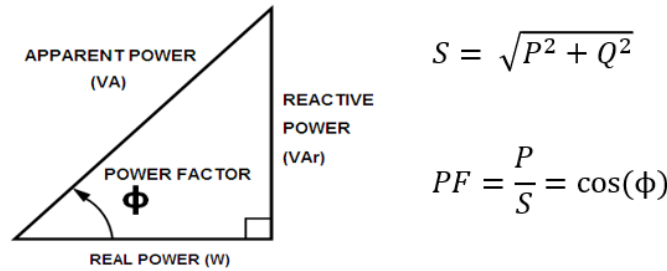 APPARENT POWER
(VA)
REACTIVE
POWER
(VAr)
POWER FACTOR
ϕ
REAL POWER (W)
S = √(P² + Q²)
PF = P/S = cos(ϕ)